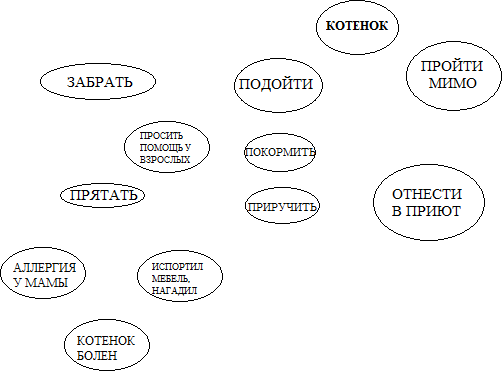 КОТЕНОК
ПРОЙТИ
МИМО
ЗАБРАТЬ
ПОДОЙТИ
ПРОСИТЬ
ПОМОЩЬ У
ВЗРОСЛЫХ
ПОКОРМИТЬ
ПРЯТАТЬ
ПРИРУЧИТЬ
ОТНЕСТИ
В ПРИЮТ
АЛЛЕРГИЯ
У МАМЫ
ИСПОРТИЛ
МЕБЕЛЬ,
НАГАДИЛ
КОТЕНОК
БОЛЕН